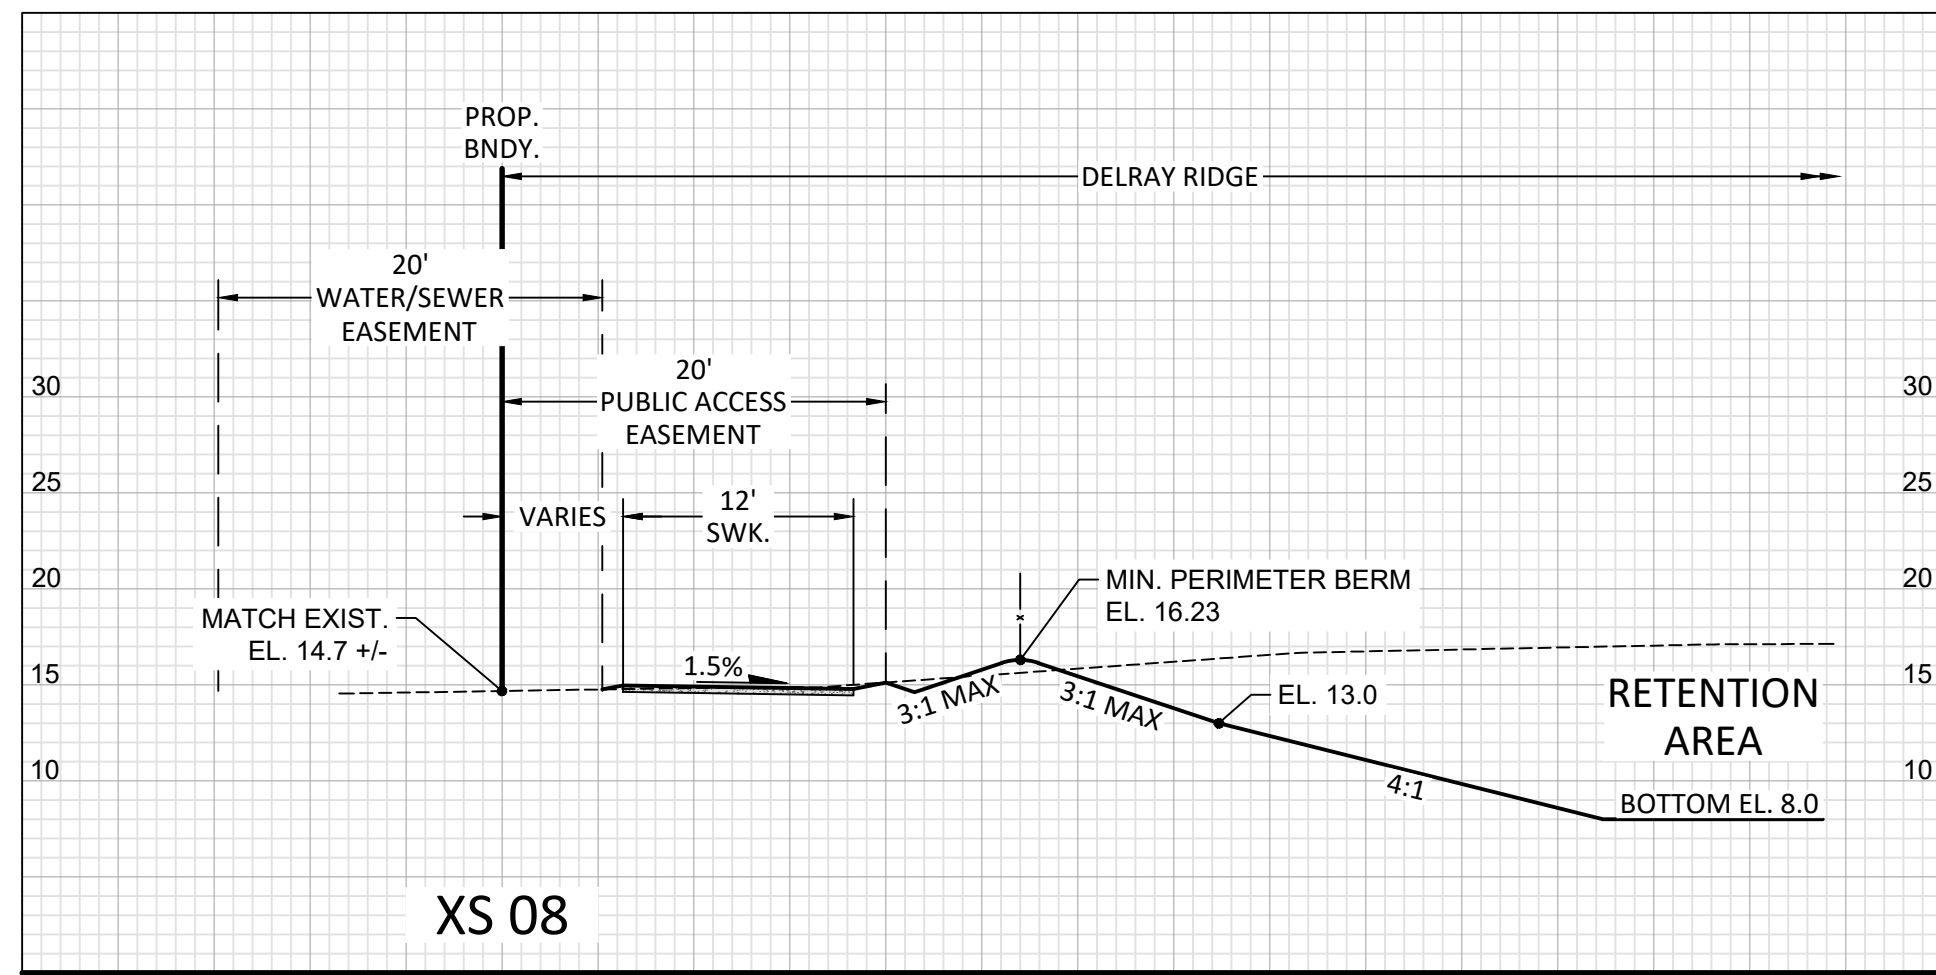 PROP.
BNDY.
DELRAY RIDGE
20'
WATER/SEWER
EASEMENT
20'
PUBLIC ACCESS
EASEMENT
30
30
25
25
VARIES
12'
SWK.
20
20
MIN. PERIMETER BERM
EL. 16.23
MATCH EXIST.
EL. 14.7 +/-
15
15
1.5%
3:1 MAX
3:1 MAX
EL. 13.0
RETENTION
AREA
10
10
4:1
BOTTOM EL. 8.0
XS 08